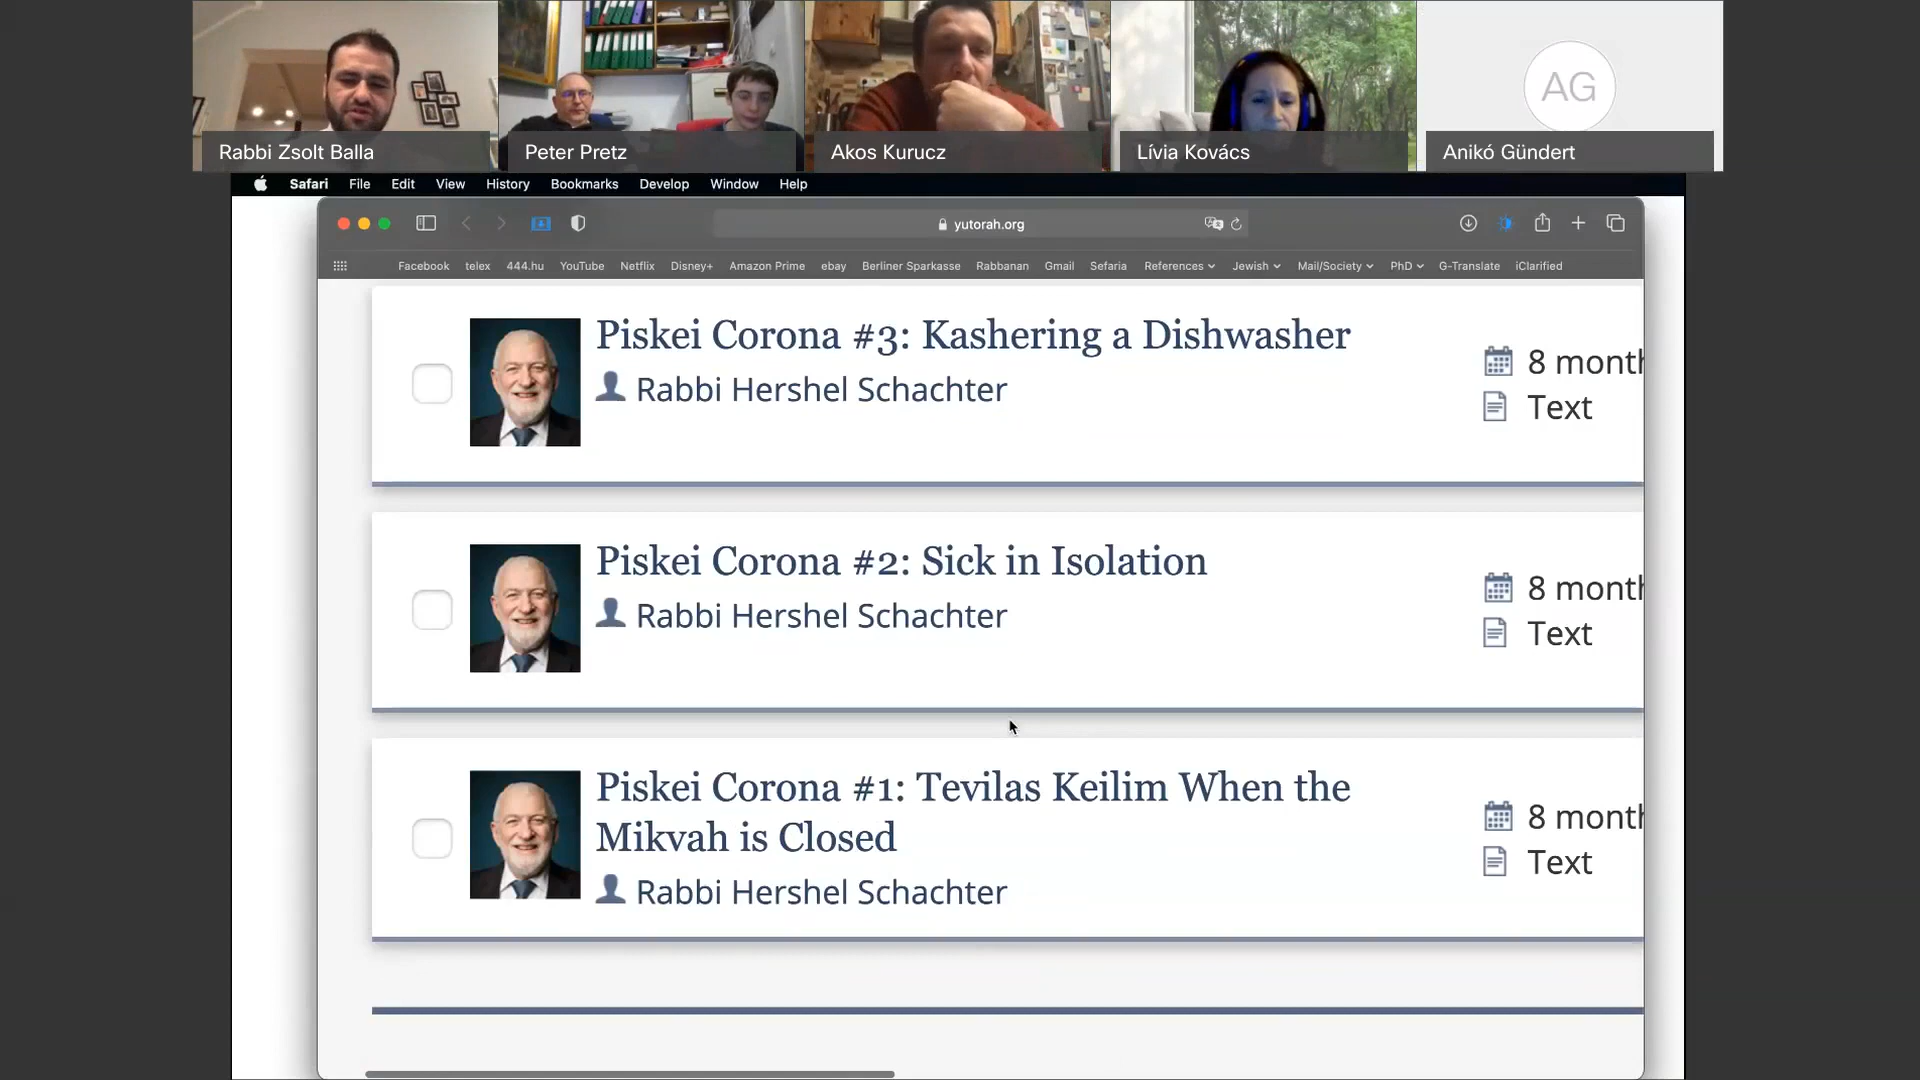 Rabbi Zsolt Balla
Peter Pretz
Akos Kurucz
Lívia Kovács
AG
Anikó Gündert
Safari File Edit View History Bookmarks Develop Window Help
yutorah.org
Facebook telex 444.hu YouTube Netflix Disney+ Amazon Prime ebay Berliner Sparkasse Rabbanan Gmail Sefaria References Jewish Mail/Society PhD G-Translate iClarified
Piskei Corona #3: Kashering a Dishwasher
Rabbi Hershel Schachter
8 month
Text
Piskei Corona #2: Sick in Isolation
Rabbi Hershel Schachter
8 month
Text
Piskei Corona #1: Tevilas Keilim When the
Mikvah is Closed
Rabbi Hershel Schachter
8 month
Text